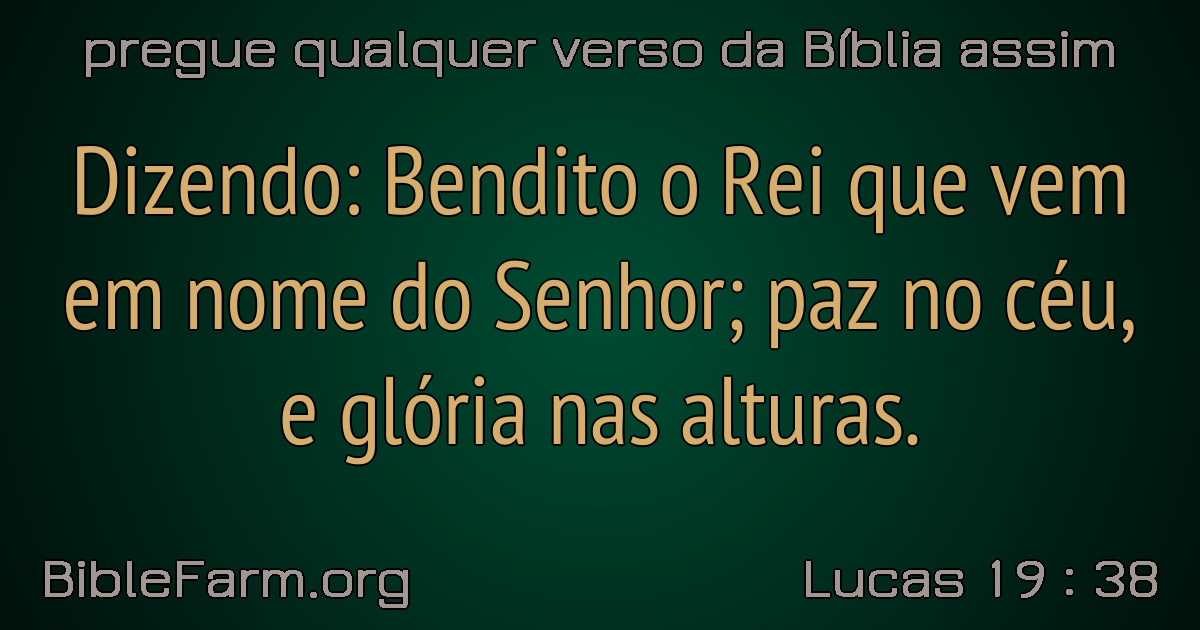 pregue qualquer verso da Bíblia assim
Dizendo: Bendito o Rei que vem
em nome do Senhor; paz no céu,
e glória nas alturas.
BibleFarm.org
Lucas 19 : 38